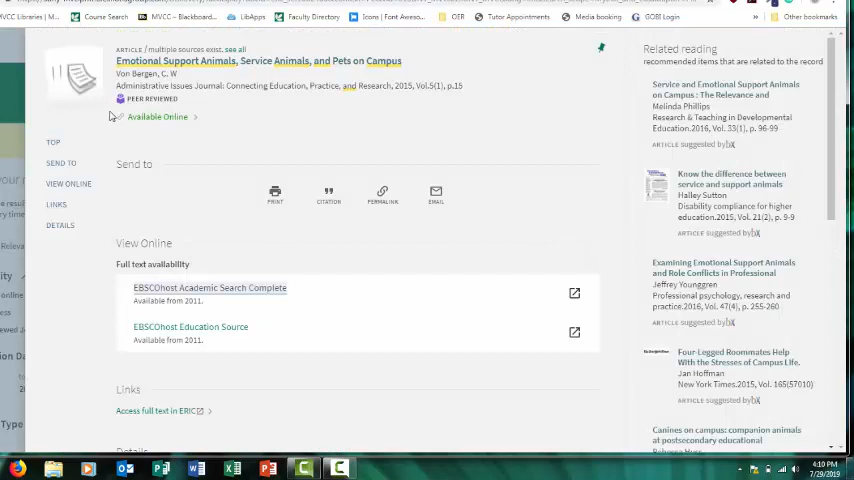 MVCC Libraries
Course Search
MVCC – Blackboard...
LibApps
Faculty Directory
Icons | Font Awes...
OER
Tutor Appointments
Media booking
GOBI Login
»
Other bookmarks
ARTICLE / multiple sources exist. see all
Emotional Support Animals, Service Animals, and Pets on Campus
Von Bergen, C. W
Administrative Issues Journal: Connecting Education, Practice, and Research, 2015, Vol.5(1), p.15
PEER REVIEWED
Available Online >
TOP
SEND TO
VIEW ONLINE
LINKS
DETAILS
Send to
PRINT
CITATION
PERMALINK
EMAIL
View Online
Full text availability
EBSCOhost Academic Search Complete
Available from 2011.
EBSCOhost Education Source
Available from 2011.
Links
Access full text in ERIC >
Details
Related reading
recommended items that are related to the record
Service and Emotional Support Animals
on Campus : The Relevance and
Melinda Phillips
Research & Teaching in Developmental
Education.2016, Vol. 33(1), p. 96-99
ARTICLE suggested by bX
Know the difference between
service and support animals
Halley Sutton
Disability compliance for higher
education.2015, Vol. 21(2), p. 9-9
ARTICLE suggested by bX
Examining Emotional Support Animals
and Role Conflicts in Professional
Jeffrey Younggren
Professional psychology, research and
practice.2016, Vol. 47(4), p. 255-260
ARTICLE suggested by bX
Four-Legged Roommates Help
With the Stresses of Campus Life.
Jan Hoffman
New York Times.2015, Vol. 165(57010)
ARTICLE suggested by bX
Canines on campus: companion animals
at postsecondary educational
4:10 PM
7/29/2019